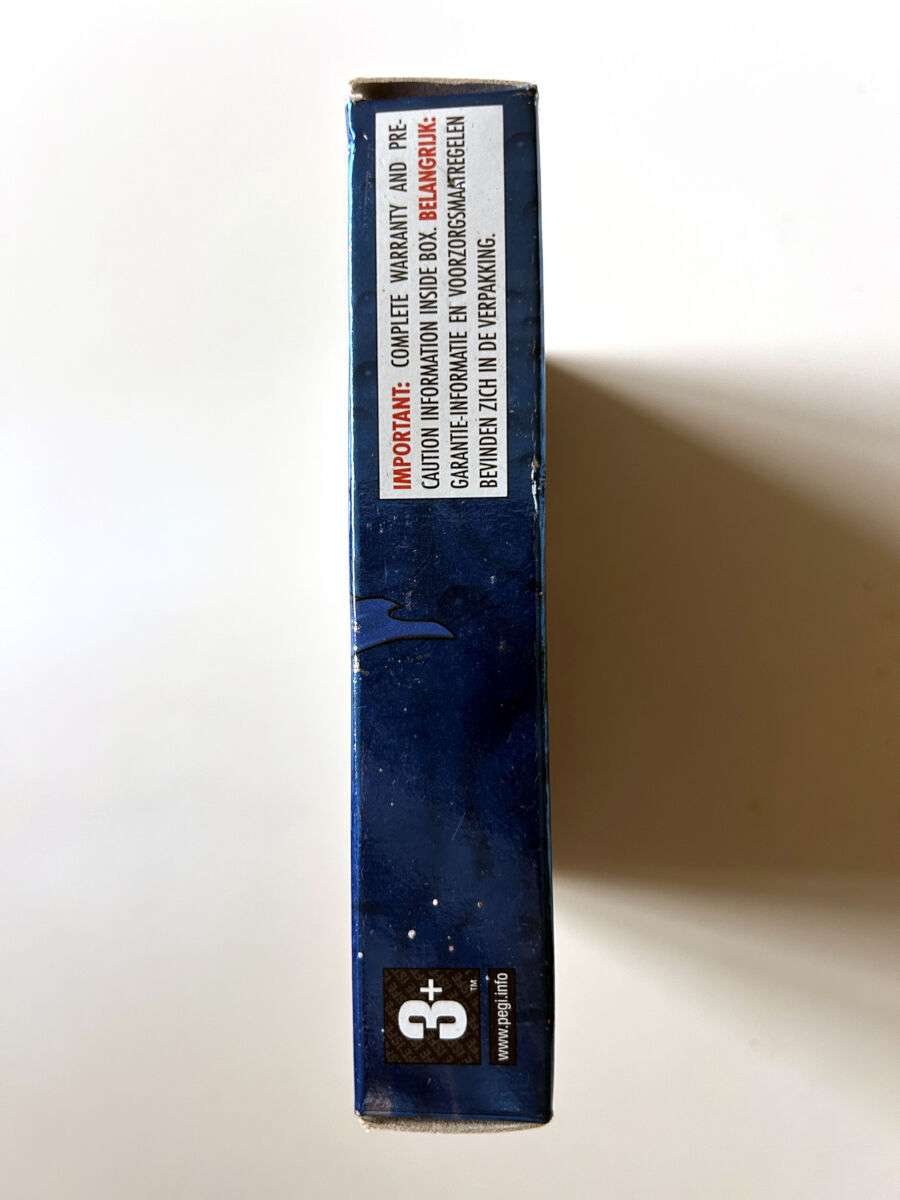 IMPORTANT: COMPLETE WARRANTY AND PRE-
CAUTION INFORMATION INSIDE BOX. BELANGRIJK:
GARANTIE-INFORMATIE EN VOORZORGSMAATREGELEN
BEVINDEN ZICH IN DE VERPAKKING.
3+™
www.pegi.info